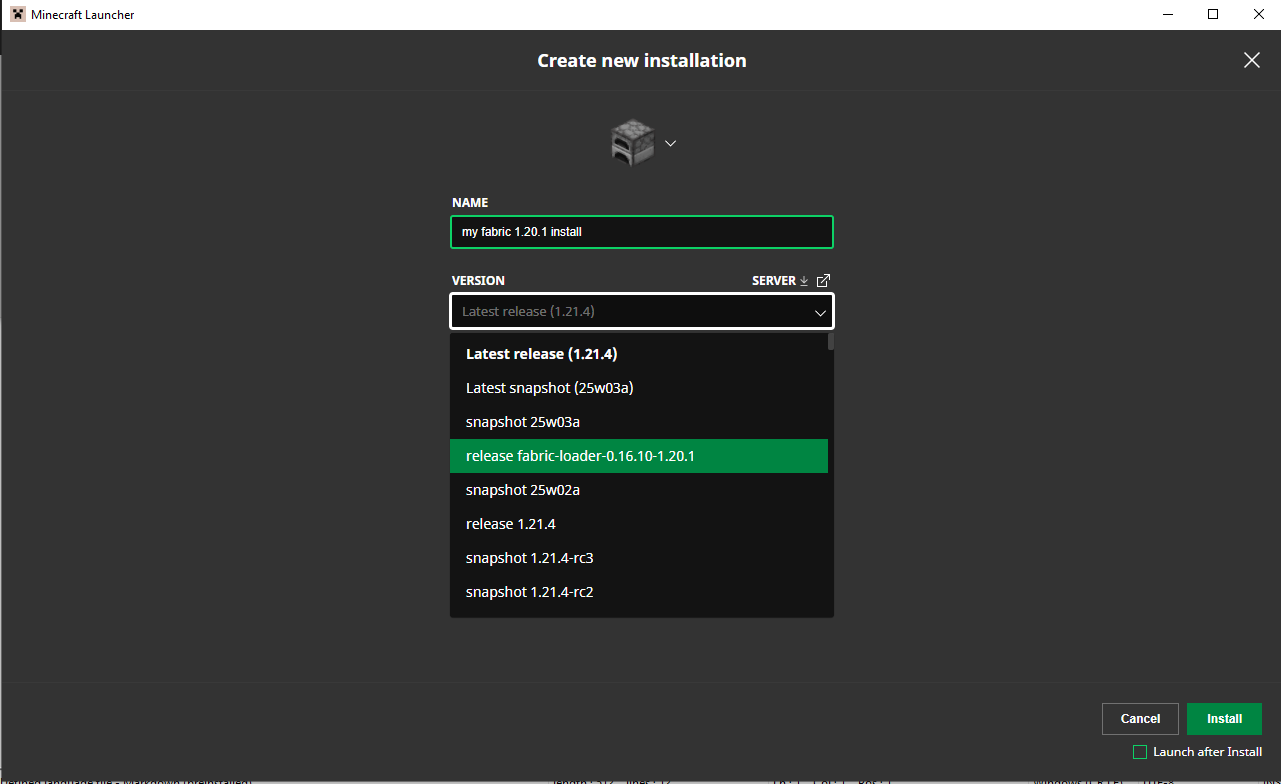 Minecraft Launcher
Create new installation
NAME
my fabric 1.20.1 install
VERSION
SERVER
Latest release (1.21.4)
Latest release (1.21.4)
Latest snapshot (25w03a)
snapshot 25w03a
release fabric-loader-0.16.10-1.20.1
snapshot 25w02a
release 1.21.4
snapshot 1.21.4-rc3
snapshot 1.21.4-rc2
Cancel
Install
Launch after Install